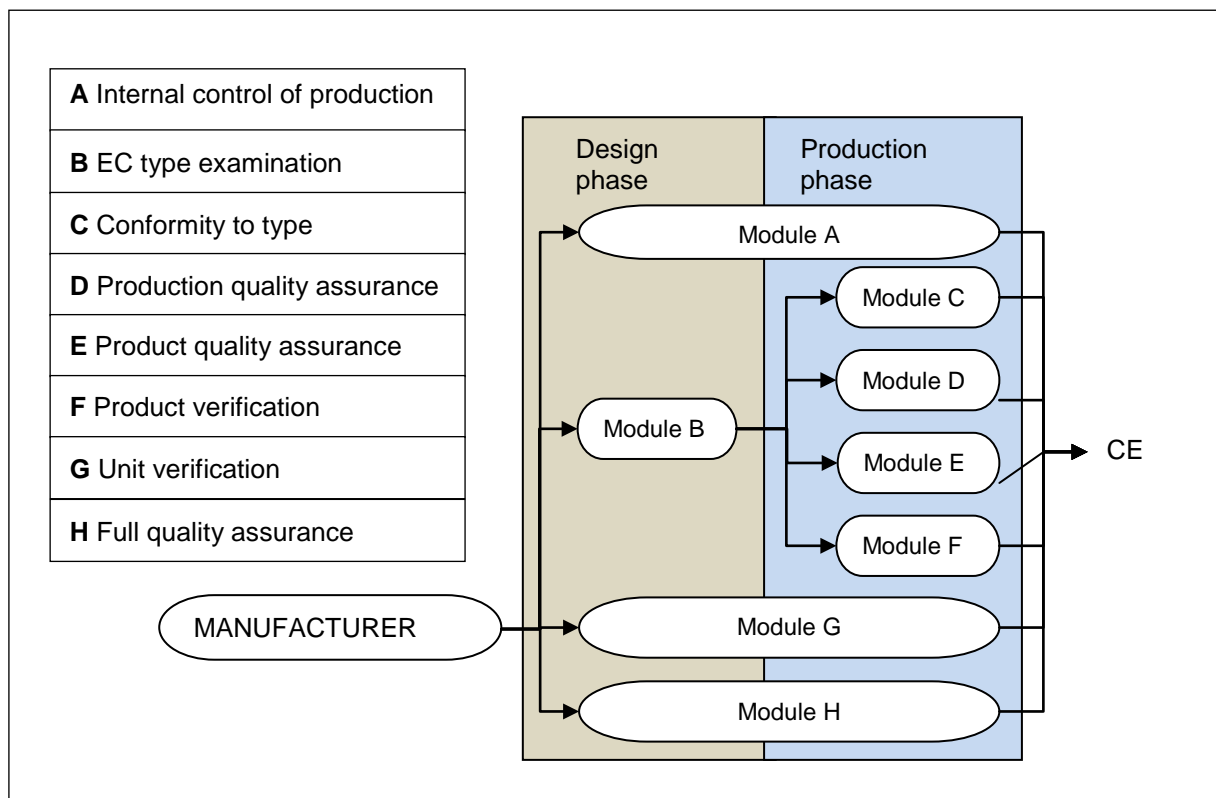 A Internal control of production
B EC type examination
C Conformity to type
D Production quality assurance
E Product quality assurance
F Product verification
G Unit verification
H Full quality assurance
MANUFACTURER
Design
phase
Production
phase
Module A
Module B
Module C
Module D
Module E
Module F
Module G
Module H
CE